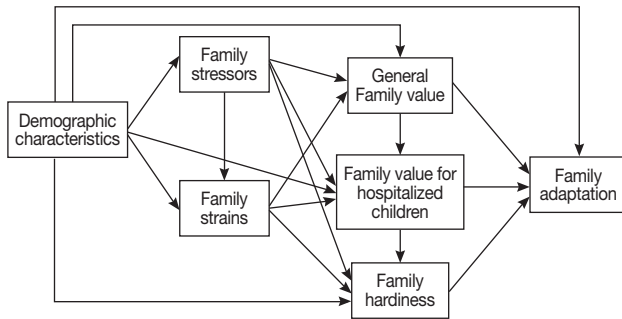 Family
stressors
General
Family value
Demographic
characteristics
Family
strains
Family value for
hospitalized
children
Family
adaptation
Family
hardiness